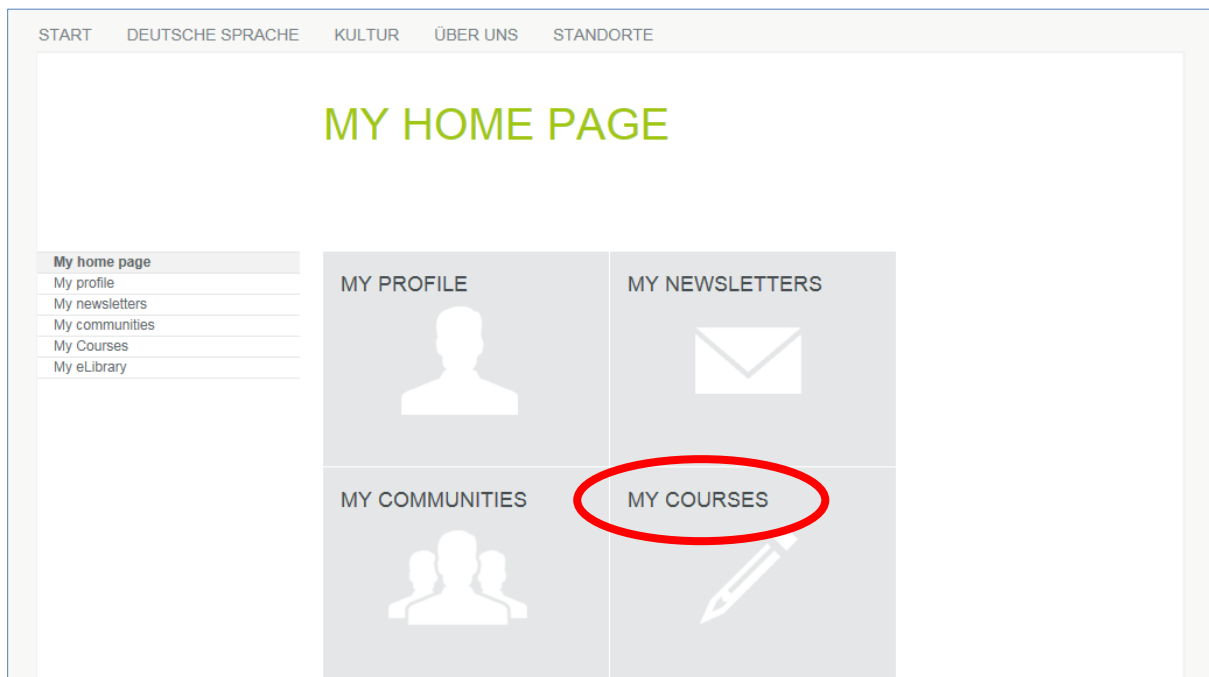 START DEUTSCHE SPRACHE KULTUR ÜBER UNS STANDORTE
MY HOME PAGE
My home page
My profile
My newsletters
My communities
My Courses
My eLibrary
MY PROFILE
MY NEWSLETTERS
MY COMMUNITIES
MY COURSES